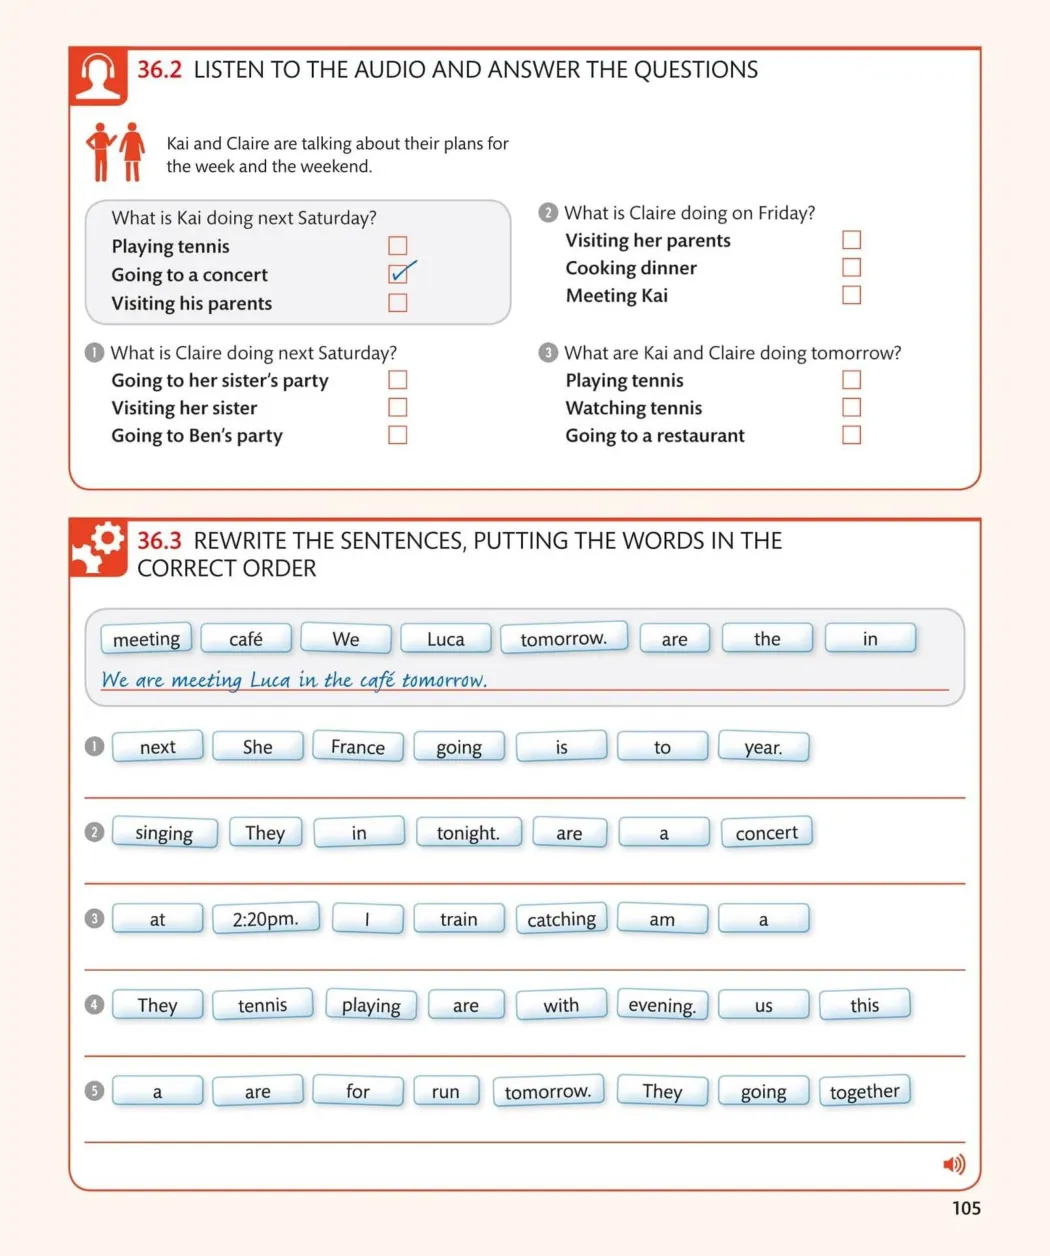 36.2 LISTEN TO THE AUDIO AND ANSWER THE QUESTIONS
Kai and Claire are talking about their plans for
the week and the weekend.
What is Kai doing next Saturday?
Playing tennis
Going to a concert
Visiting his parents
1 What is Claire doing next Saturday?
Going to her sister's party
Visiting her sister
Going to Ben's party
2 What is Claire doing on Friday?
Visiting her parents
Cooking dinner
Meeting Kai
3 What are Kai and Claire doing tomorrow?
Playing tennis
Watching tennis
Going to a restaurant
36.3 REWRITE THE SENTENCES, PUTTING THE WORDS IN THE
CORRECT ORDER
meeting café We Luca tomorrow. are the in
We are meeting Luca in the café tomorrow.
1 next She France going is to year.
2 singing They in tonight. are a concert
3 at 2:20pm. I train catching am a
4 They tennis playing are with evening. us this
5 a are for run tomorrow. They going together
105